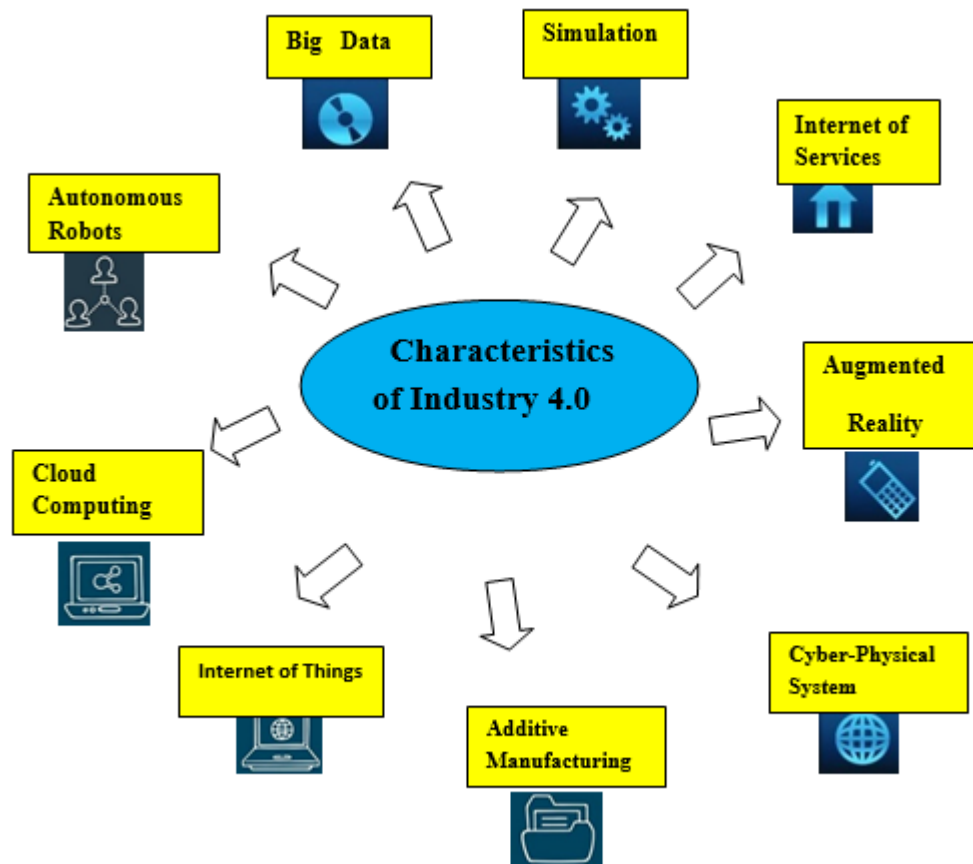 Big Data
Simulation
Internet of
Services
Autonomous
Robots
Characteristics
of Industry 4.0
Augmented
Reality
Cloud
Computing
Internet of Things
Cyber-Physical
System
Additive
Manufacturing